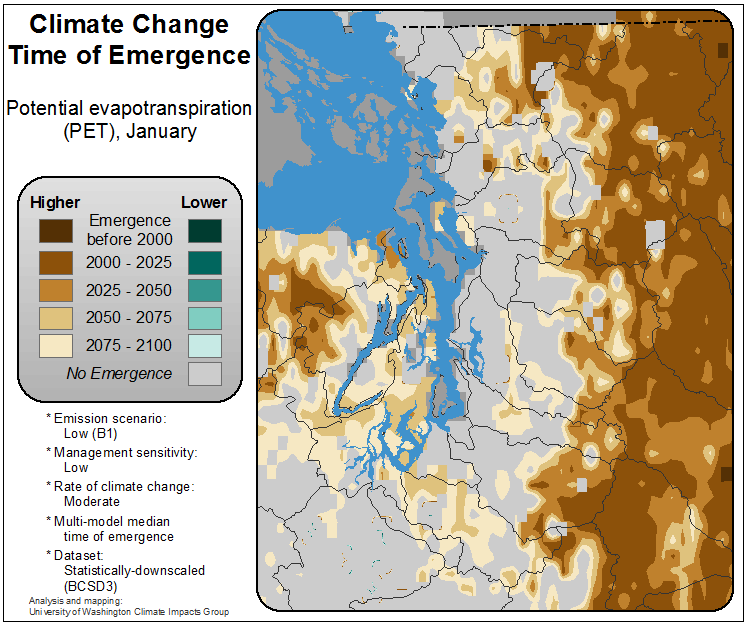 Climate Change
Time of Emergence
Potential evapotranspiration
(PET), January
Higher
Lower
Emergence
before 2000
2000 - 2025
2025 - 2050
2050 - 2075
2075 - 2100
No Emergence
* Emission scenario:
Low (B1)
* Management sensitivity:
Low
* Rate of climate change:
Moderate
* Multi-model median
time of emergence
* Dataset:
Statistically-downscaled
(BCSD3)
Analysis and mapping:
University of Washington Climate Impacts Group